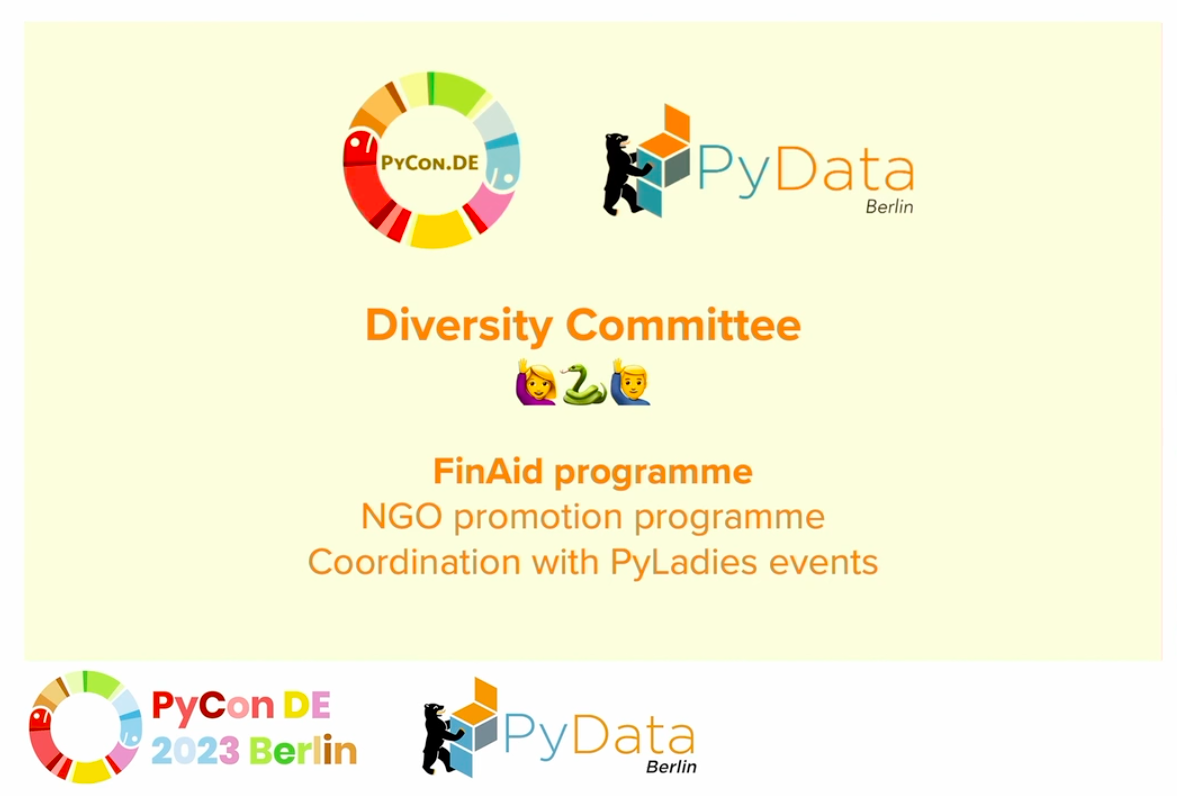 PyCon.DE
PyData
Berlin
Diversity Committee
FinAid programme
NGO promotion programme
Coordination with PyLadies events
PyCon DE
2023 Berlin
PyData
Berlin